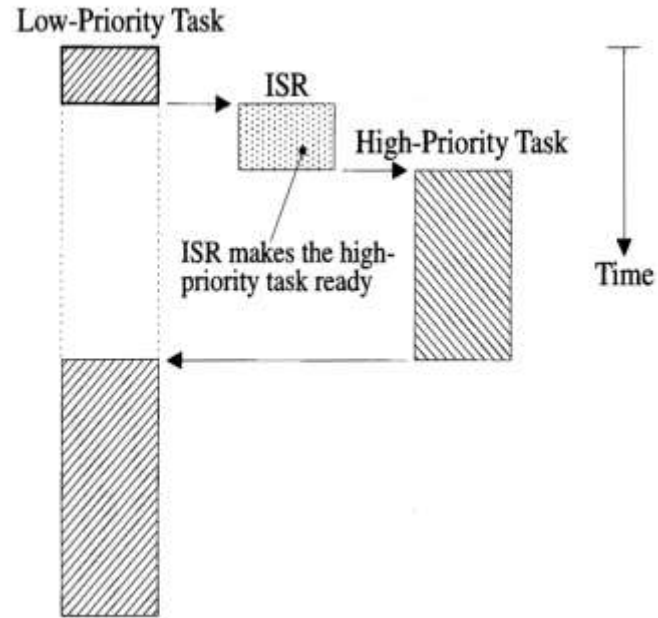 Low-Priority Task
ISR
High-Priority Task
ISR makes the high-
priority task ready
Time